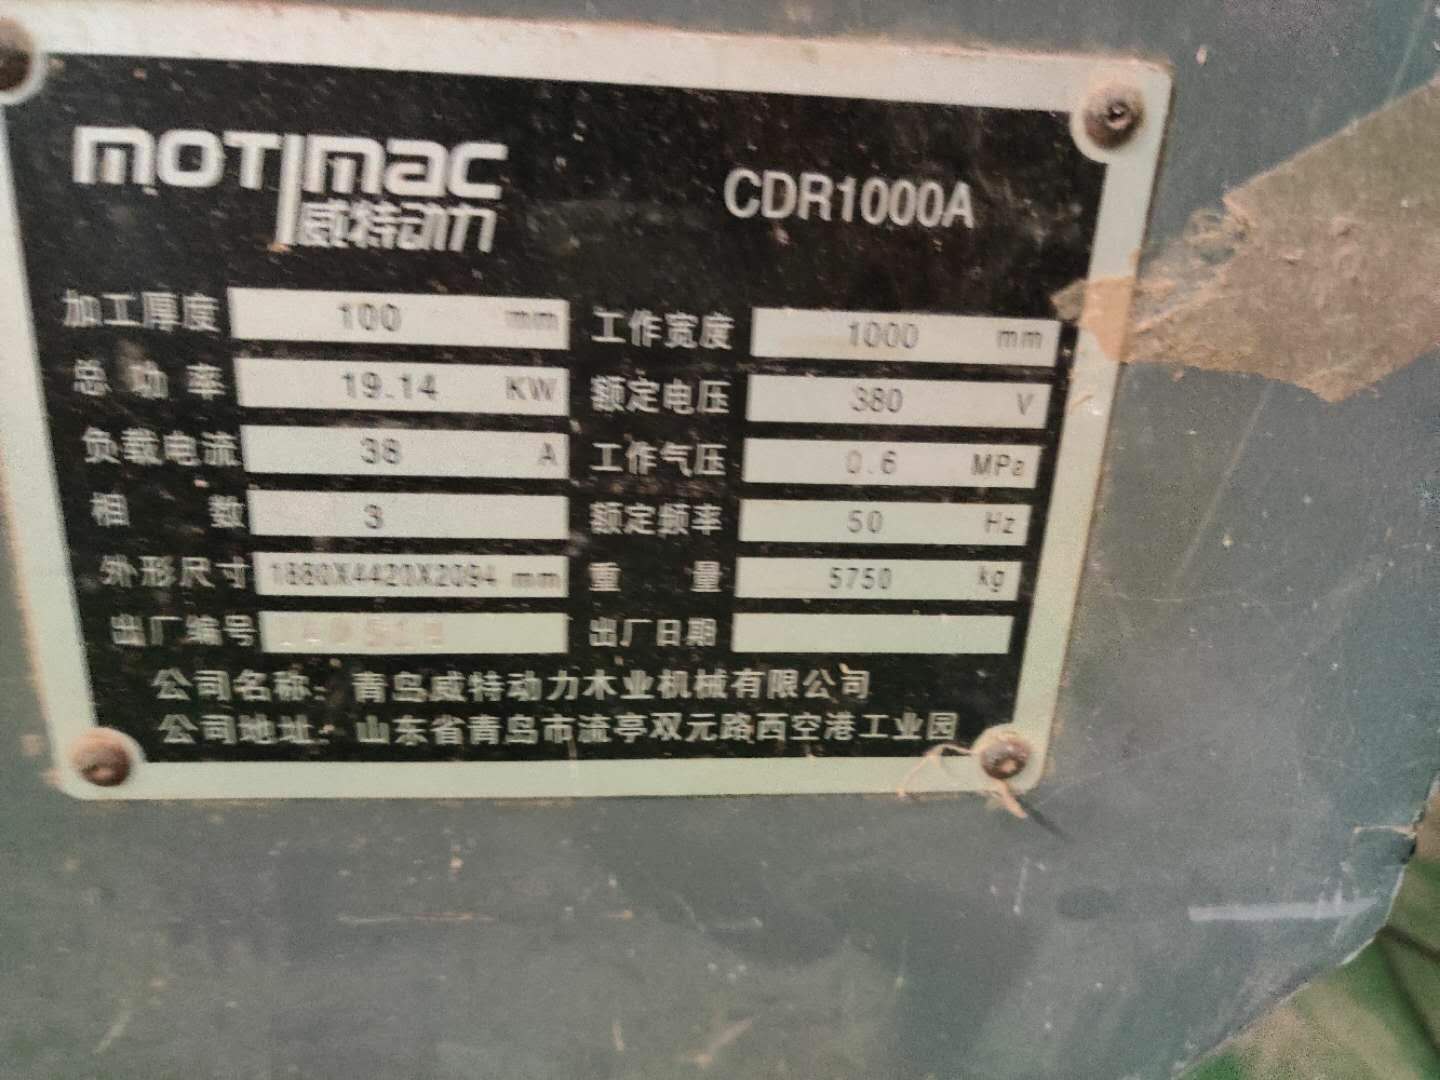 MOTIMAC
威特动力
CDR1000A
加工厚度 100 mm 工作宽度 1000 mm
总功率 19.14 KW 额定电压 380 V
负载电流 38 A 工作气压 0.6 MPa
相数 3 额定频率 50 Hz
外形尺寸 1880X4420X2094 mm 重量 5750 kg
出厂编号 出厂日期
公司名称：青岛威特动力木业机械有限公司
公司地址：山东省青岛市流亭双元路西空港工业园